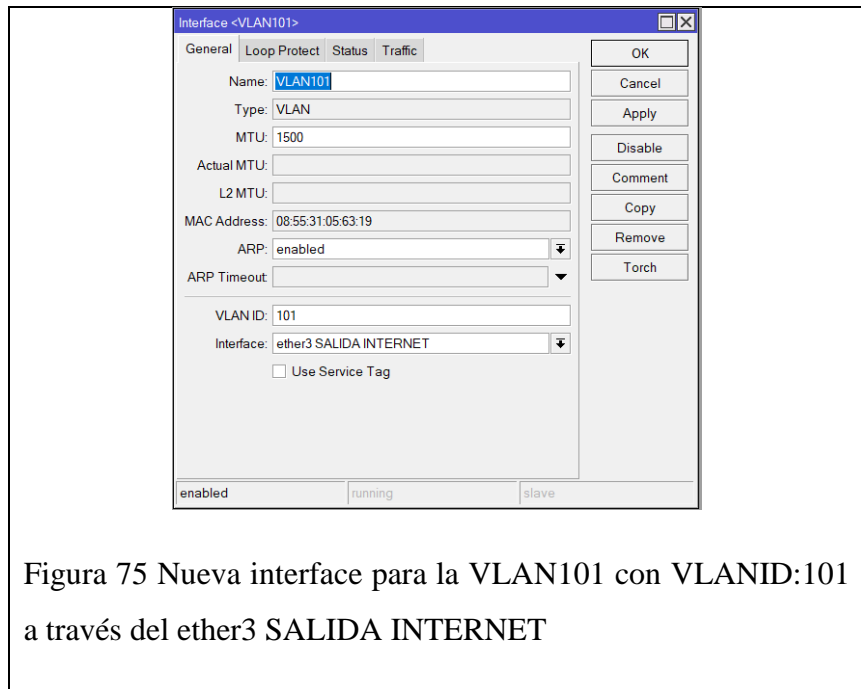 Interface <VLAN101>
General Loop Protect Status Traffic
OK
Name: VLAN101
Cancel
Type: VLAN
Apply
MTU: 1500
Disable
Actual MTU:
Comment
L2 MTU:
Copy
MAC Address: 08:55:31:05:63:19
Remove
ARP: enabled
Torch
ARP Timeout:
VLAN ID: 101
Interface: ether3 SALIDA INTERNET
Use Service Tag
enabled running slave
Figura 75 Nueva interface para la VLAN101 con VLANID:101
a través del ether3 SALIDA INTERNET